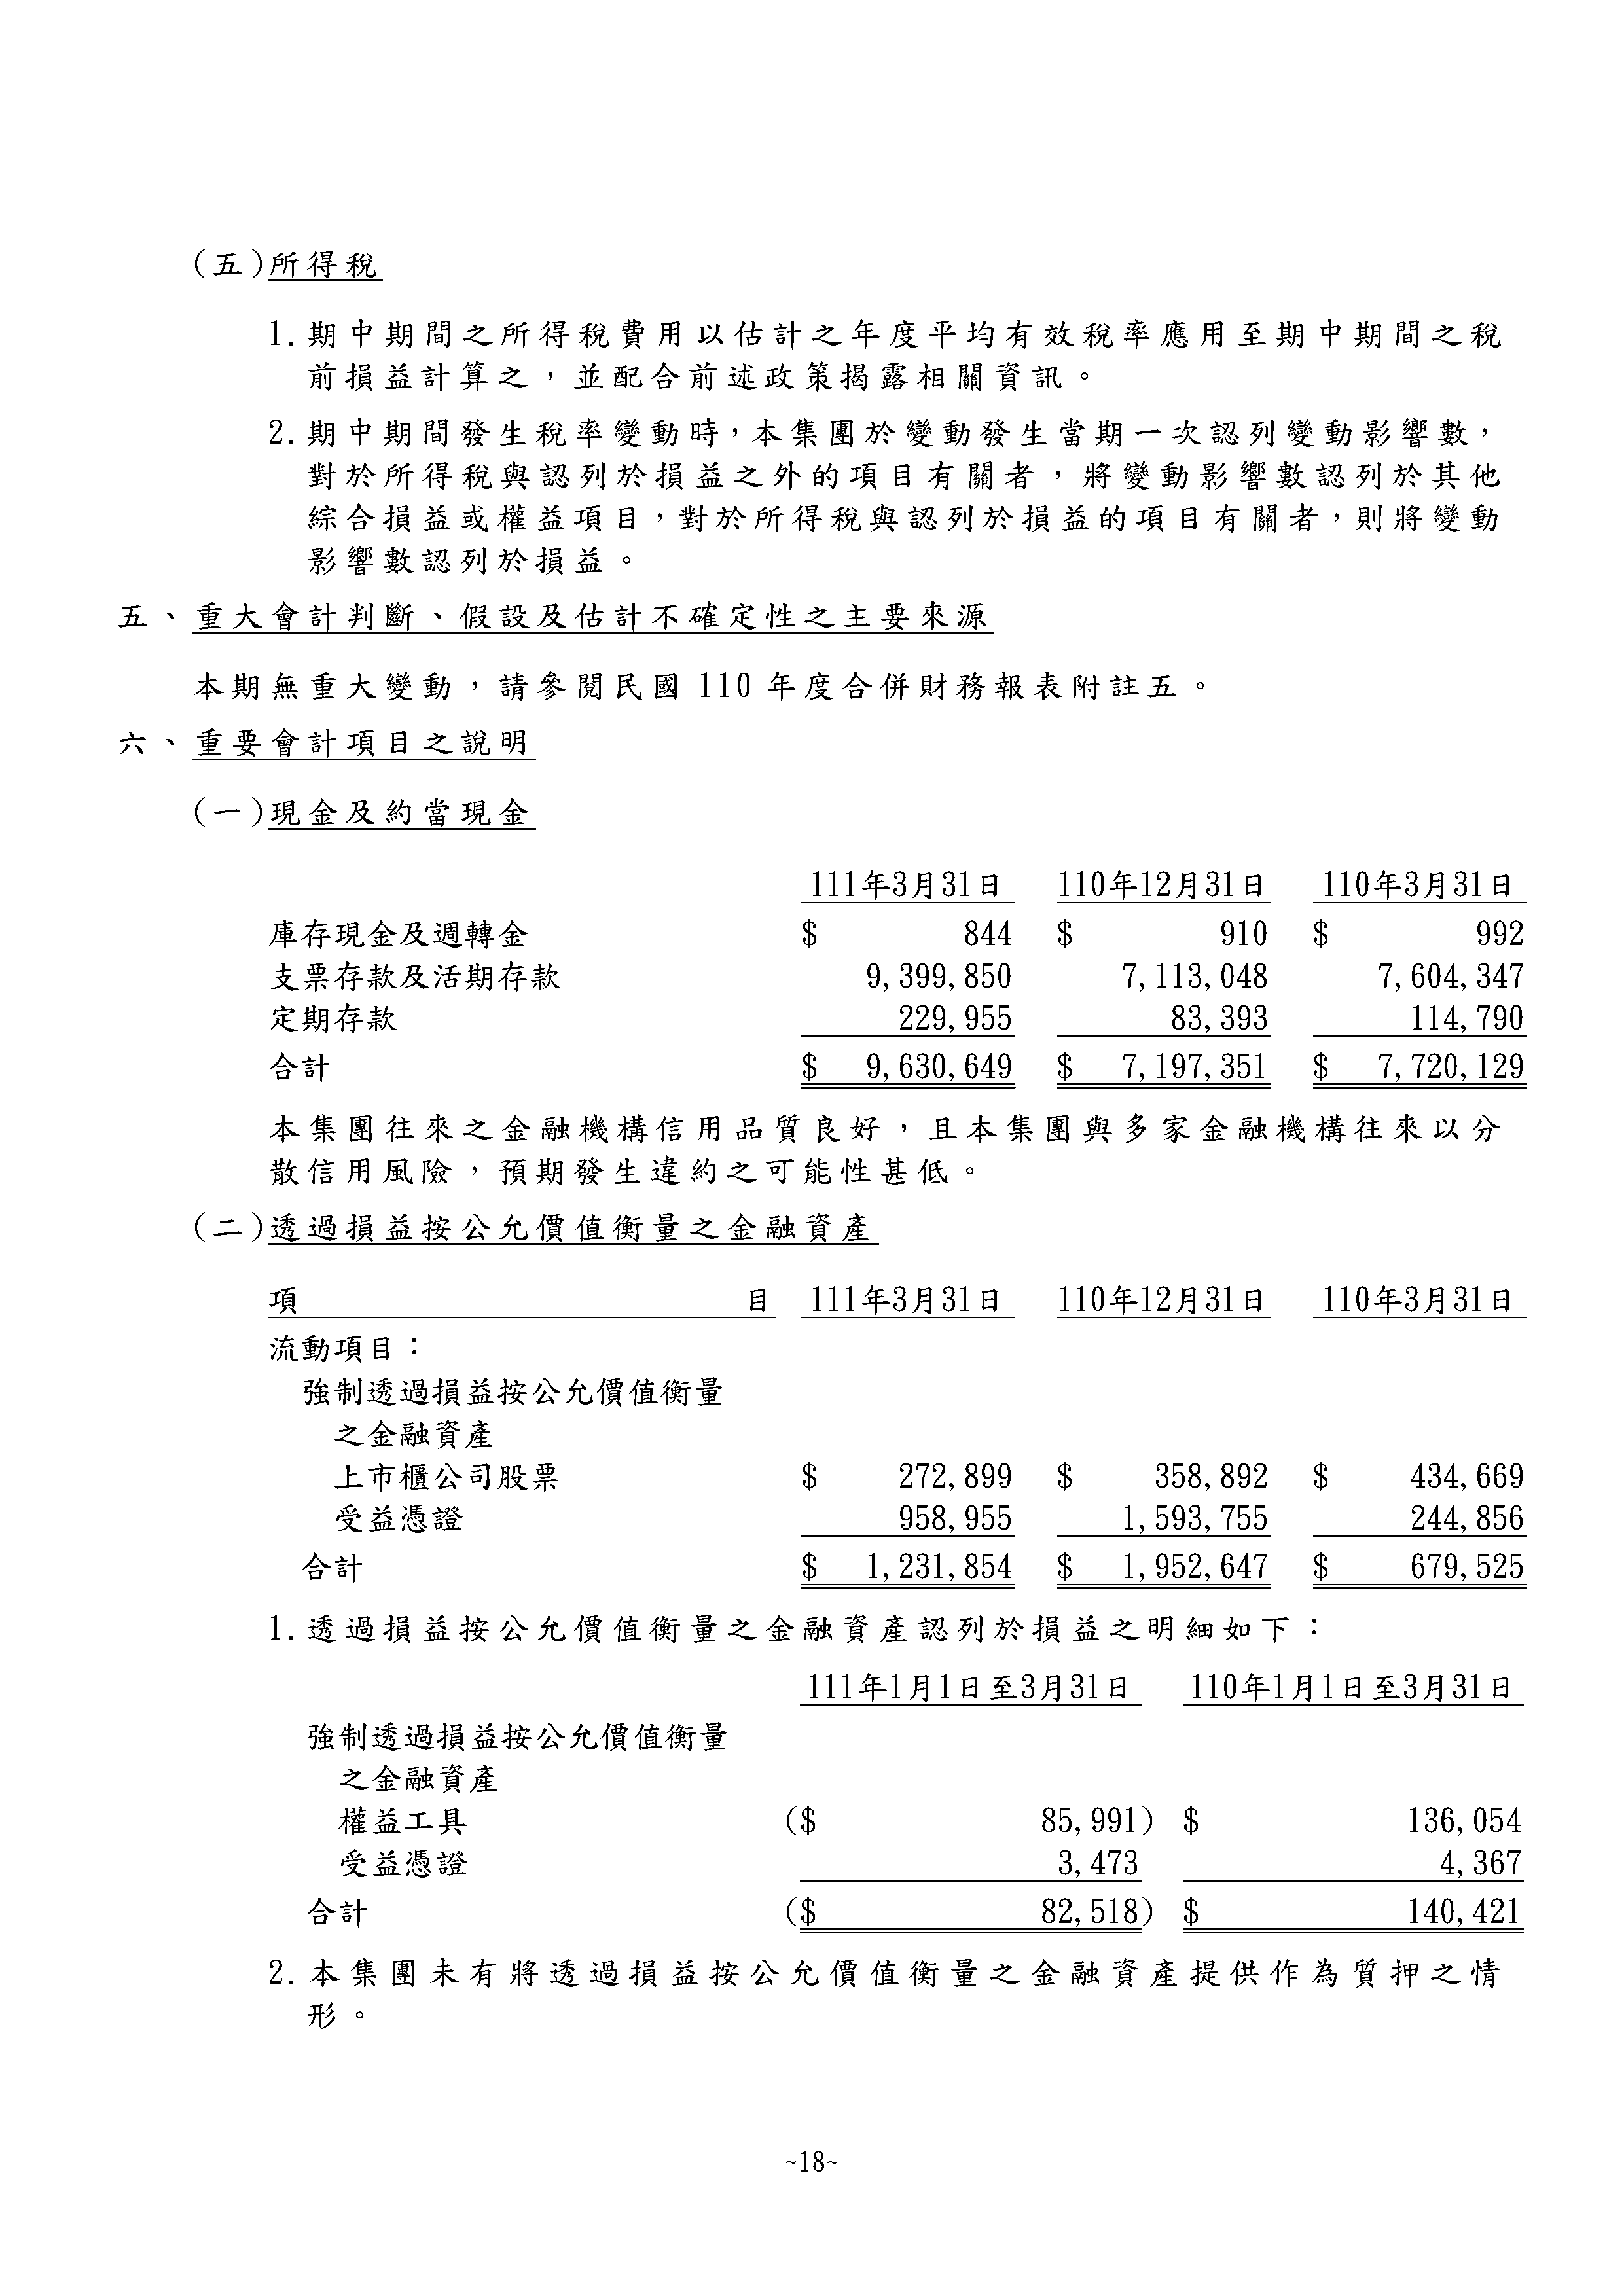 (五)所得稅
1.期中期間之所得稅費用以估計之年度平均有效稅率應用至期中期間之稅
前損益計算之，並配合前述政策揭露相關資訊。
2.期中期間發生稅率變動時，本集團於變動發生當期一次認列變動影響數，
對於所得稅與認列於損益之外的項目有關者，將變動影響數認列於其他
綜合損益或權益項目，對於所得稅與認列於損益的項目有關者，則將變動
影響數認列於損益。
五、重大會計判斷、假設及估計不確定性之主要來源
本期無重大變動，請參閱民國 110 年度合併財務報表附註五。
六、重要會計項目之說明
(一)現金及約當現金
111年3月31日 110年12月31日 110年3月31日
庫存現金及週轉金 $ 844 $ 910 $ 992
支票存款及活期存款 9,399,850 7,113,048 7,604,347
定期存款 229,955 83,393 114,790
合計 $ 9,630,649 $ 7,197,351 $ 7,720,129
本集團往來之金融機構信用品質良好，且本集團與多家金融機構往來以分
散信用風險，預期發生違約之可能性甚低。
(二)透過損益按公允價值衡量之金融資產
項 目 111年3月31日 110年12月31日 110年3月31日
流動項目：
強制透過損益按公允價值衡量
之金融資產
上市櫃公司股票 $ 272,899 $ 358,892 $ 434,669
受益憑證 958,955 1,593,755 244,856
合計 $ 1,231,854 $ 1,952,647 $ 679,525
1.透過損益按公允價值衡量之金融資產認列於損益之明細如下：
111年1月1日至3月31日 110年1月1日至3月31日
強制透過損益按公允價值衡量
之金融資產
權益工具 ($ 85,991) $ 136,054
受益憑證 3,473 4,367
合計 ($ 82,518) $ 140,421
2.本集團未有將透過損益按公允價值衡量之金融資產提供作為質押之情
形。
~18~